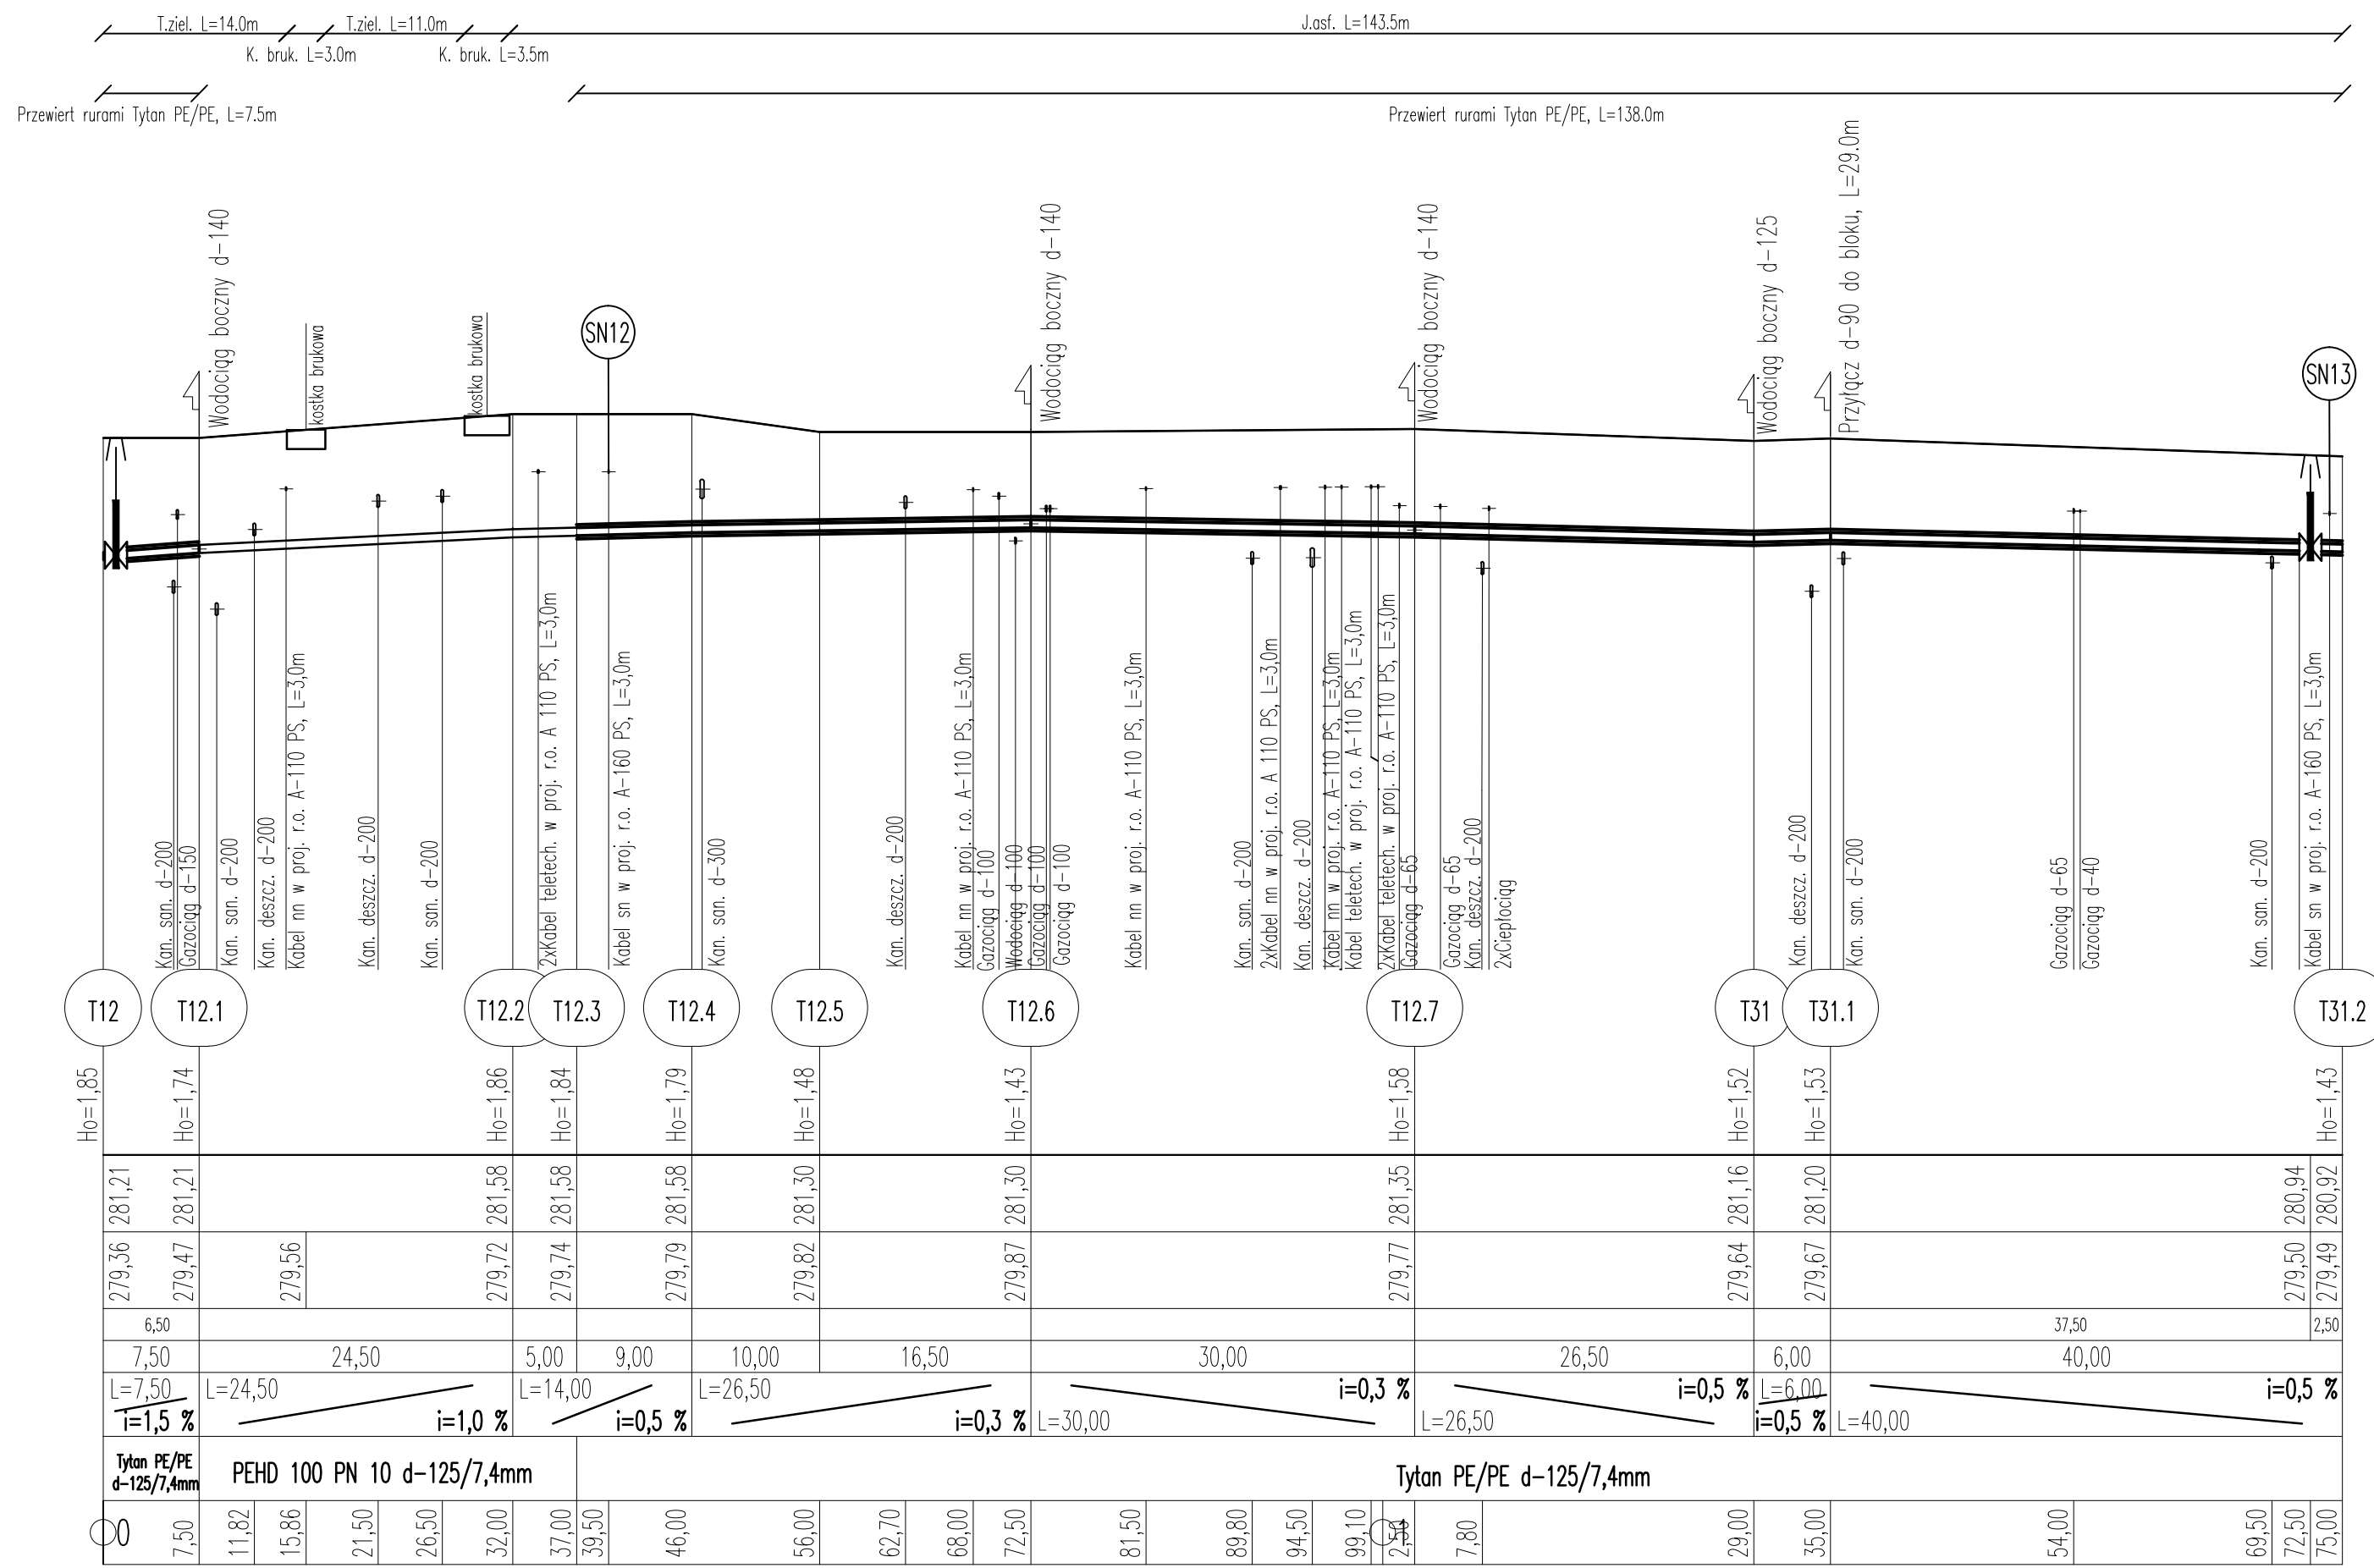 T.ziel. L=14.0m
T.ziel. L=11.0m
J.asf. L=143.5m
K. bruk. L=3.0m
K. bruk. L=3.5m
Przewiert rurami Tytan PE/PE, L=7.5m
Przewiert rurami Tytan PE/PE, L=138.0m
Wodociąg boczny d-140
kostka brukowa
kostka brukowa
SN12
Wodociąg boczny d-140
Wodociąg boczny d-140
Wodociąg boczny d-125
Przyłącz d-90 do bloku, L=29.0m
SN13
Kan. san. d-200
Gazociąg d-150
Kan. san. d-200
Kan. deszcz. d-200
Kabel nn w proj. r.o. A-110 PS, L=3,0m
Kan. deszcz. d-200
Kan. san. d-200
2xKabel teletech. w proj. r.o. A 110 PS, L=3,0m
Kabel sn w proj. r.o. A-160 PS, L=3,0m
Kan. san. d-300
Kan. deszcz. d-200
Kabel nn w proj. r.o. A-110 PS, L=3,0m
Gazociąg d-100
Wodociąg d-100
Gazociąg d-100
Gazociąg d-100
Kabel nn w proj. r.o. A-110 PS, L=3,0m
Kan. san. d-200
2xKabel nn w proj. r.o. A 110 PS, L=3,0m
Kan. deszcz. d-200
Kabel nn w proj. r.o. A-110 PS, L=3,0m
Kabel teletech. w proj. r.o. A-110 PS, L=3,0m
2xKabel teletech. w proj. r.o. A-110 PS, L=3,0m
Gazociąg d-65
Gazociąg d-65
Kan. deszcz. d-200
2xCiepłociąg
Kan. deszcz. d-200
Kan. san. d-200
Gazociąg d-65
Gazociąg d-40
Kan. san. d-200
Kabel sn w proj. r.o. A-160 PS, L=3,0m
T12
T12.1
T12.2
T12.3
T12.4
T12.5
T12.6
T12.7
T31
T31.1
T31.2
Ho=1,85
Ho=1,74
Ho=1,86
Ho=1,84
Ho=1,79
Ho=1,48
Ho=1,43
Ho=1,58
Ho=1,52
Ho=1,53
Ho=1,43
281,21
281,21
281,58
281,58
281,58
281,30
281,30
281,35
281,16
281,20
280,94
280,92
279,36
279,47
279,56
279,72
279,74
279,79
279,82
279,87
279,77
279,64
279,67
279,50
279,49
6,50
37,50
2,50
7,50
24,50
5,00
9,00
10,00
16,50
30,00
26,50
6,00
40,00
L=7,50
i=1,5 %
L=24,50
i=1,0 %
L=14,00
i=0,5 %
L=26,50
i=0,3 %
L=30,00
i=0,3 %
L=26,50
i=0,5 %
L=6,00
i=0,5 %
L=40,00
i=0,5 %
Tytan PE/PE
d-125/7,4mm
PEHD 100 PN 10 d-125/7,4mm
Tytan PE/PE d-125/7,4mm
0
7,50
11,82
15,86
21,50
26,50
32,00
37,00
39,50
46,00
56,00
62,70
68,00
72,50
81,50
89,80
94,50
99,10
1
2,50
7,80
29,00
35,00
54,00
69,50
72,50
75,00